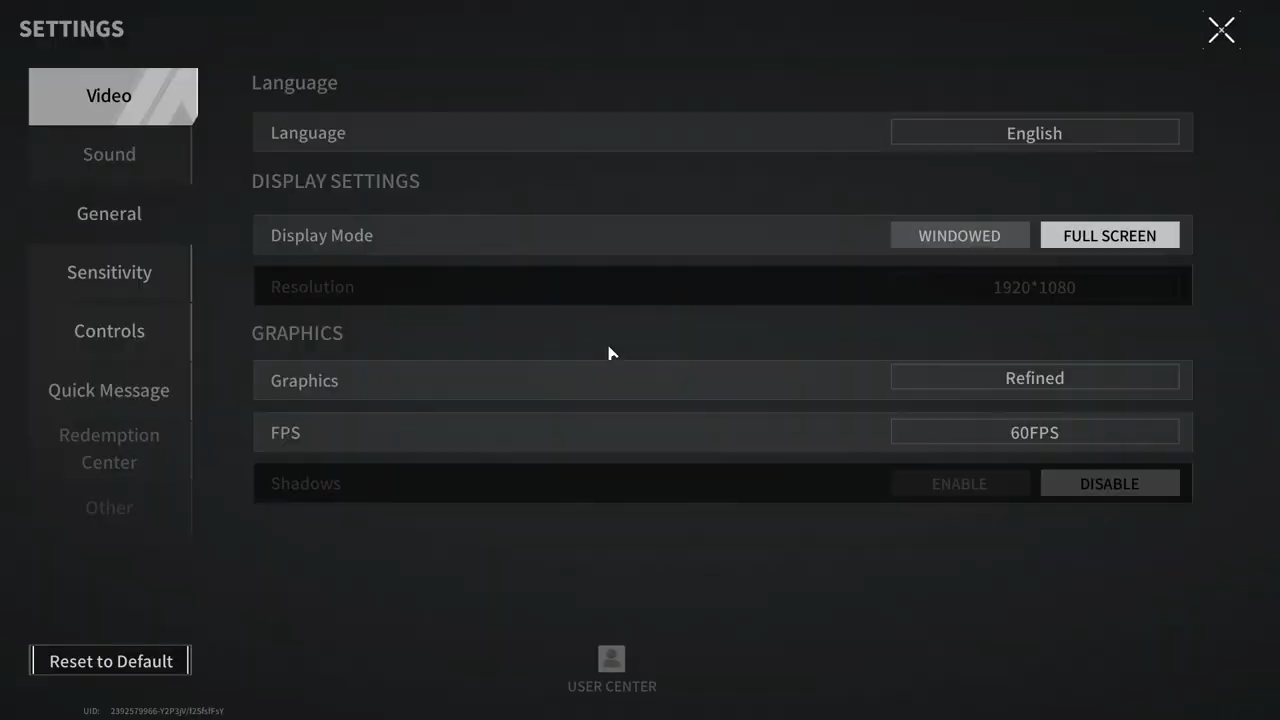 SETTINGS
Video
Sound
General
Sensitivity
Controls
Quick Message
Redemption
Center
Other
Reset to Default
Language
Language English
DISPLAY SETTINGS
Display Mode WINDOWED FULL SCREEN
Resolution 1920*1080
GRAPHICS
Graphics Refined
FPS 60FPS
Shadows ENABLE DISABLE
USER CENTER
UID: